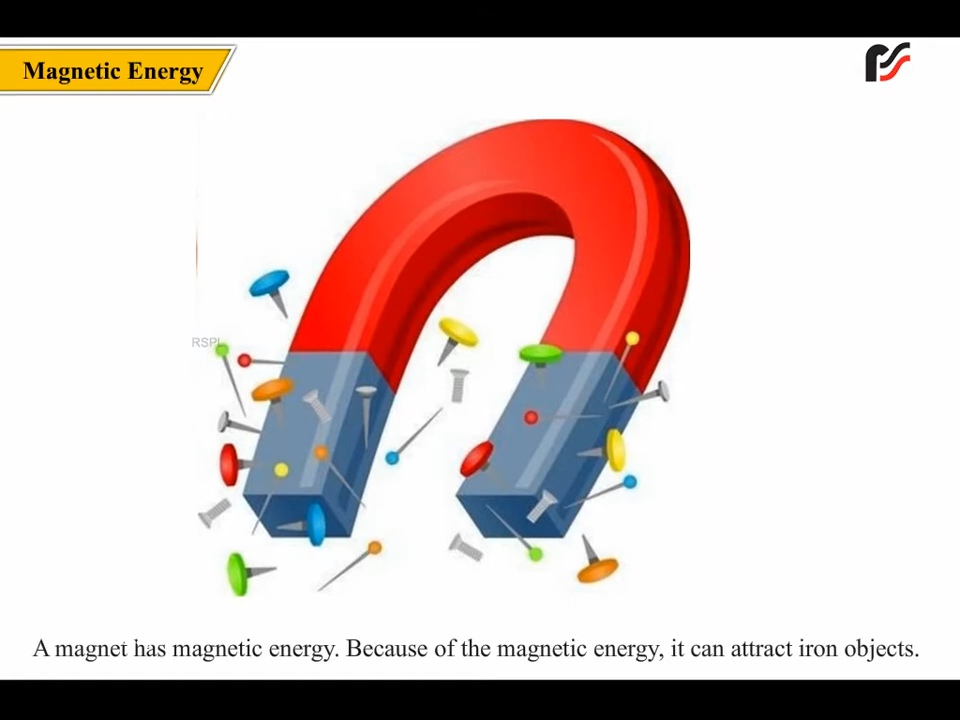 Magnetic Energy
RSPL
A magnet has magnetic energy. Because of the magnetic energy, it can attract iron objects.